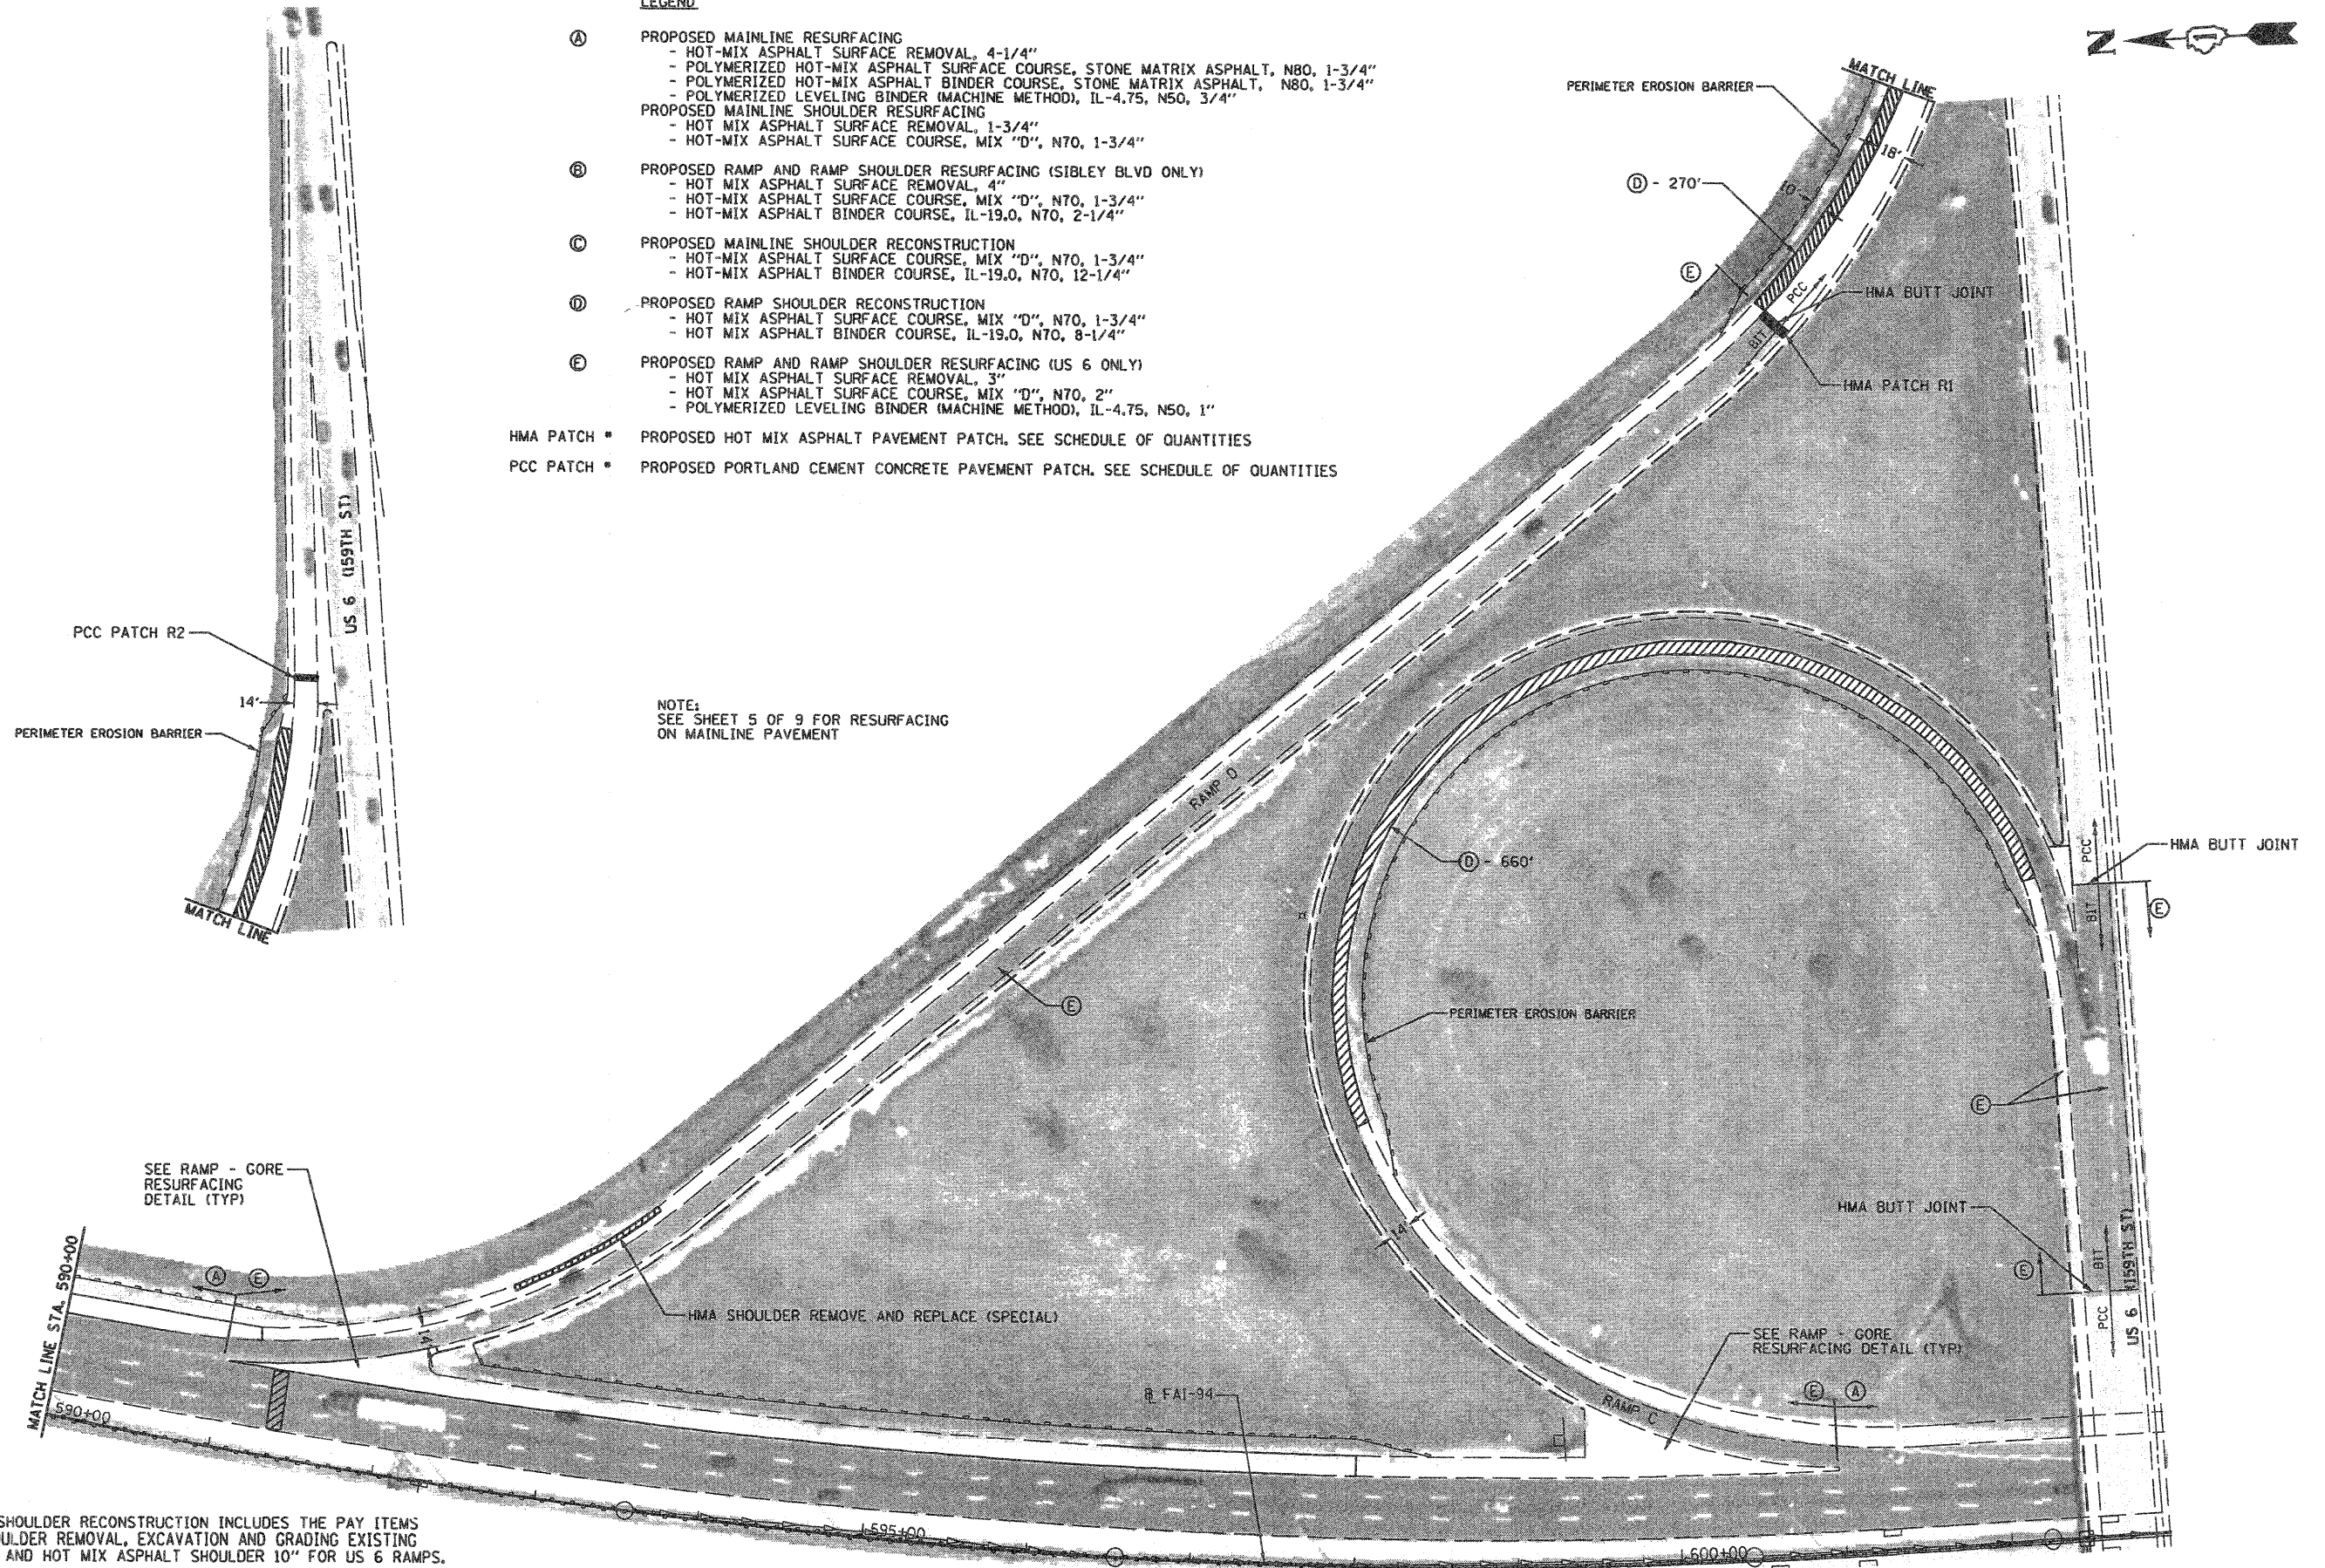 LEGEND
Ⓐ PROPOSED MAINLINE RESURFACING
- HOT-MIX ASPHALT SURFACE REMOVAL, 4-1/4"
- POLYMERIZED HOT-MIX ASPHALT SURFACE COURSE, STONE MATRIX ASPHALT, N80, 1-3/4"
- POLYMERIZED HOT-MIX ASPHALT BINDER COURSE, STONE MATRIX ASPHALT, N80, 1-3/4"
- POLYMERIZED LEVELING BINDER (MACHINE METHOD), IL-4.75, N50, 3/4"
PROPOSED MAINLINE SHOULDER RESURFACING
- HOT MIX ASPHALT SURFACE REMOVAL, 1-3/4"
- HOT-MIX ASPHALT SURFACE COURSE, MIX "D", N70, 1-3/4"
Ⓑ PROPOSED RAMP AND RAMP SHOULDER RESURFACING (SIBLEY BLVD ONLY)
- HOT MIX ASPHALT SURFACE REMOVAL, 4"
- HOT-MIX ASPHALT SURFACE COURSE, MIX "D", N70, 1-3/4"
- HOT-MIX ASPHALT BINDER COURSE, IL-19.0, N70, 2-1/4"
Ⓒ PROPOSED MAINLINE SHOULDER RECONSTRUCTION
- HOT-MIX ASPHALT SURFACE COURSE, MIX "D", N70, 1-3/4"
- HOT-MIX ASPHALT BINDER COURSE, IL-19.0, N70, 12-1/4"
Ⓓ PROPOSED RAMP SHOULDER RECONSTRUCTION
- HOT MIX ASPHALT SURFACE COURSE, MIX "D", N70, 1-3/4"
- HOT MIX ASPHALT BINDER COURSE, IL-19.0, N70, 8-1/4"
Ⓔ PROPOSED RAMP AND RAMP SHOULDER RESURFACING (US 6 ONLY)
- HOT MIX ASPHALT SURFACE REMOVAL, 3"
- HOT MIX ASPHALT SURFACE COURSE, MIX "D", N70, 2"
- POLYMERIZED LEVELING BINDER (MACHINE METHOD), IL-4.75, N50, 1"
HMA PATCH * PROPOSED HOT MIX ASPHALT PAVEMENT PATCH. SEE SCHEDULE OF QUANTITIES
PCC PATCH * PROPOSED PORTLAND CEMENT CONCRETE PAVEMENT PATCH. SEE SCHEDULE OF QUANTITIES
N
MATCH LINE
PERIMETER EROSION BARRIER
18'
10'
Ⓓ - 270'
Ⓔ
PCC
HMA BUTT JOINT
BIT
HMA PATCH R1
US 6 (159TH ST)
PCC PATCH R2
14'
PERIMETER EROSION BARRIER
MATCH LINE
NOTE:
SEE SHEET 5 OF 9 FOR RESURFACING
ON MAINLINE PAVEMENT
RAMP D
Ⓓ - 660'
PCC
HMA BUTT JOINT
BIT
Ⓔ
Ⓔ
PERIMETER EROSION BARRIER
Ⓔ
SEE RAMP - GORE
RESURFACING
DETAIL (TYP)
HMA BUTT JOINT
14'
BIT
Ⓔ
PCC
US 6 (159TH ST)
MATCH LINE STA. 590+00
Ⓐ Ⓔ
14'
HMA SHOULDER REMOVE AND REPLACE (SPECIAL)
SEE RAMP - GORE
RESURFACING DETAIL (TYP)
Ⓔ Ⓐ
RAMP C
℄ FAI-94
590+00
595+00
600+00
SHOULDER RECONSTRUCTION INCLUDES THE PAY ITEMS
REMOVAL, EXCAVATION AND GRADING EXISTING
AND HOT MIX ASPHALT SHOULDER 10" FOR US 6 RAMPS.